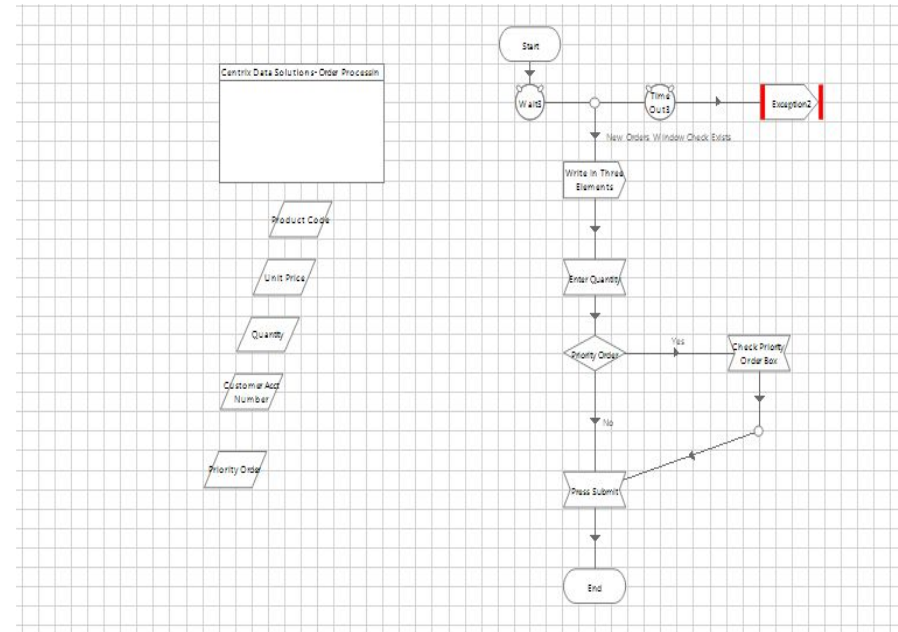 Start
Centrix Data Solutions-Order Processin
Wait3
Time
Out3
Exception2
New Orders Window Check Exists
Write In Three
Elements
Product Code
Unit Price
Enter Quantity
Quantity
Priority Order
Yes
Check Priority
Order Box
Customer Acct
Number
No
Priority Order
Press Submit
End